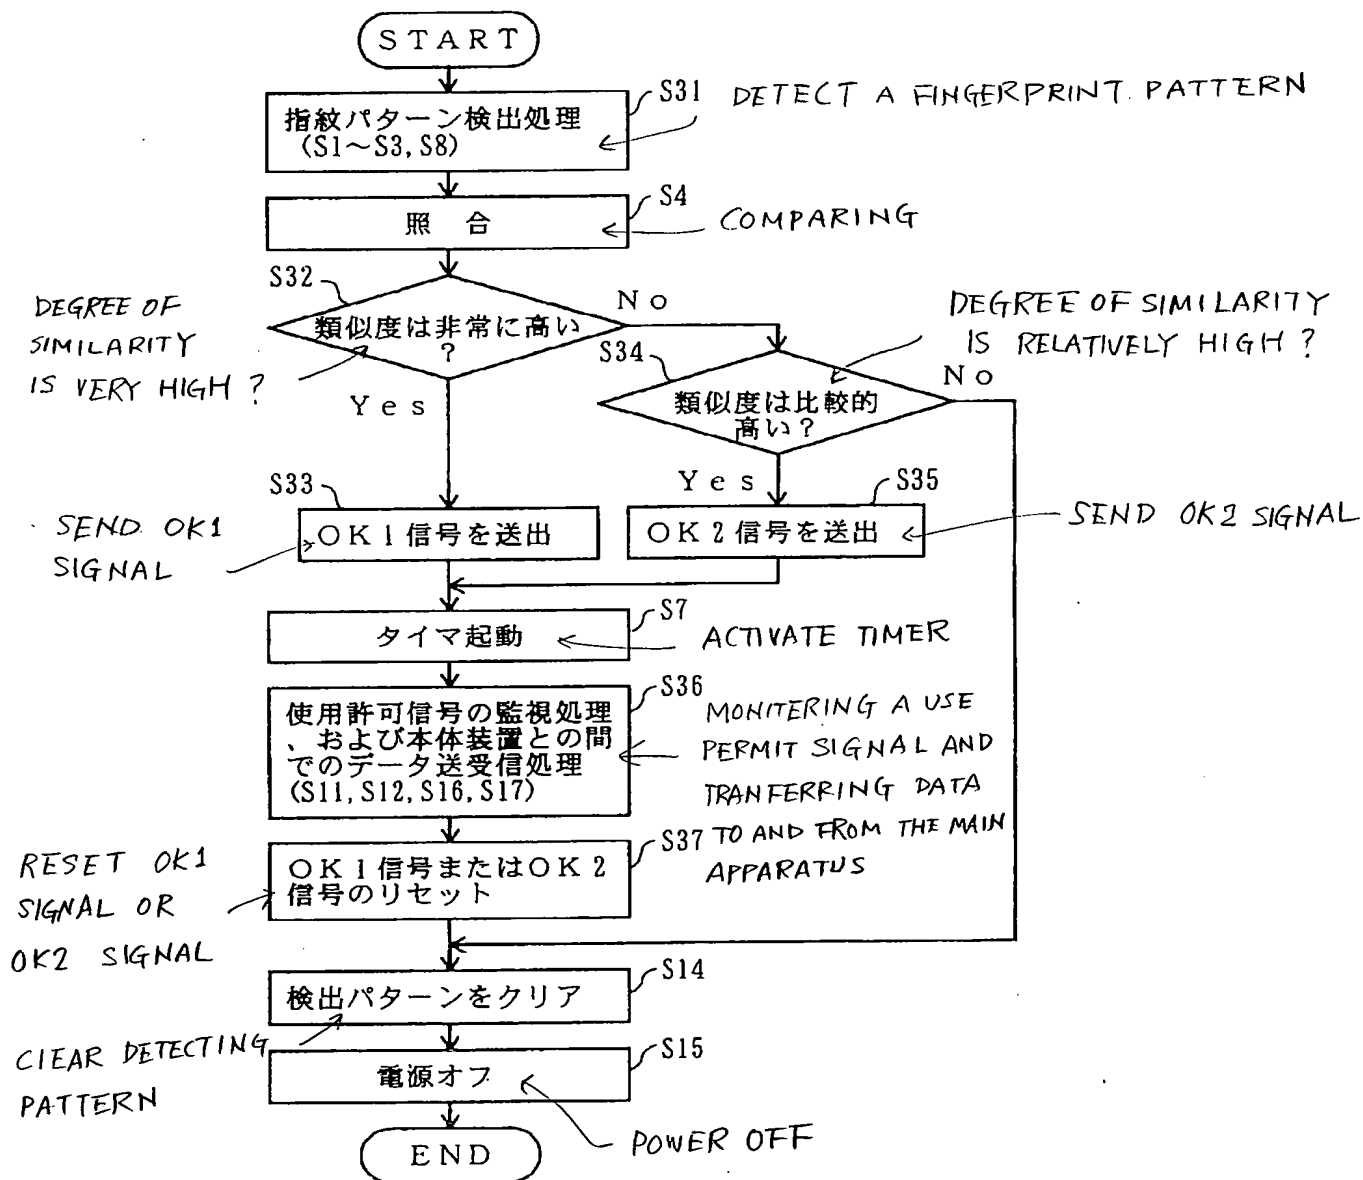 START
S31
DETECT A FINGERPRINT PATTERN
指紋パターン検出処理
(S1～S3,S8)
S4
照 合
COMPARING
S32
DEGREE OF
SIMILARITY
IS VERY HIGH ?
類似度は非常に高い
?
No
Yes
DEGREE OF SIMILARITY
IS RELATIVELY HIGH ?
S34
No
類似度は比較的
高い?
Yes
S33
SEND OK1
SIGNAL
OK1信号を送出
S35
OK2信号を送出
SEND OK2 SIGNAL
S7
タイマ起動
ACTIVATE TIMER
S36
使用許可信号の監視処理
、および本体装置との間
でのデータ送受信処理
(S11,S12,S16,S17)
MONITERING A USE
PERMIT SIGNAL AND
TRANFERRING DATA
TO AND FROM THE MAIN
APPARATUS
S37
RESET OK1
SIGNAL OR
OK2 SIGNAL
OK1信号またはOK2
信号のリセット
S14
検出パターンをクリア
CLEAR DETECTING
PATTERN
S15
電源オフ
POWER OFF
END